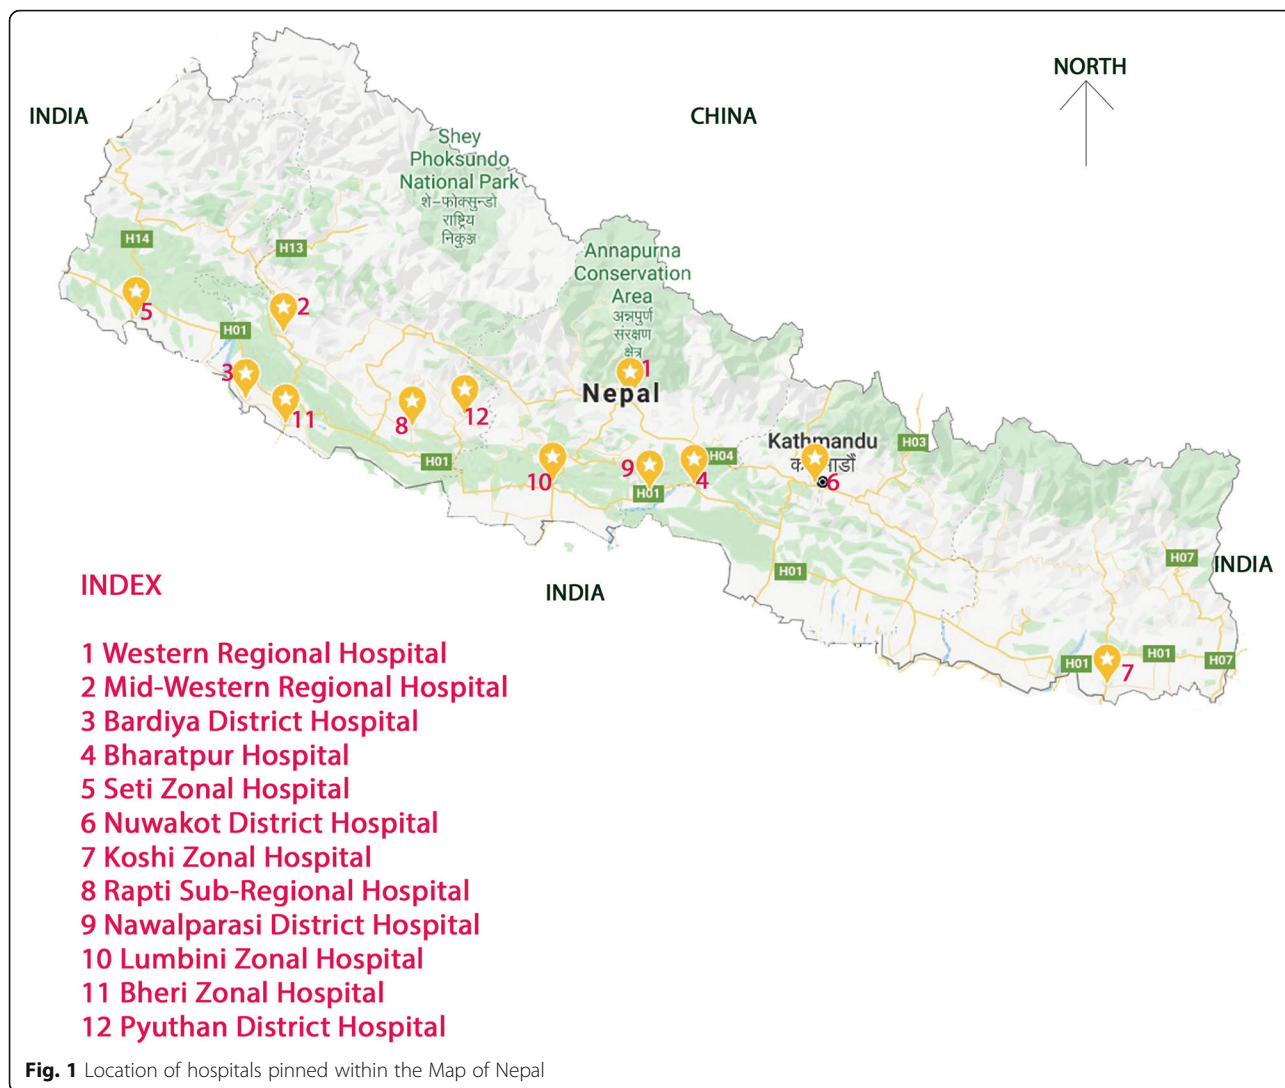 NORTH
INDIA
CHINA
Shey
Phoksundo
National Park
शे-फोक्सुन्डो
राष्ट्रिय
निकुञ्ज
H14
H13
Annapurna
Conservation
Area
अन्नपुर्ण
संरक्षण
क्षेत्र
5
2
H01
3
1
Nepal
11
8
12
Kathmandu
H03
H01
10
9
4
H04
6
H01
H01
H07
INDIA
INDIA
H01
H01
H07
7
INDEX
1 Western Regional Hospital
2 Mid-Western Regional Hospital
3 Bardiya District Hospital
4 Bharatpur Hospital
5 Seti Zonal Hospital
6 Nuwakot District Hospital
7 Koshi Zonal Hospital
8 Rapti Sub-Regional Hospital
9 Nawalparasi District Hospital
10 Lumbini Zonal Hospital
11 Bheri Zonal Hospital
12 Pyuthan District Hospital
Fig. 1 Location of hospitals pinned within the Map of Nepal